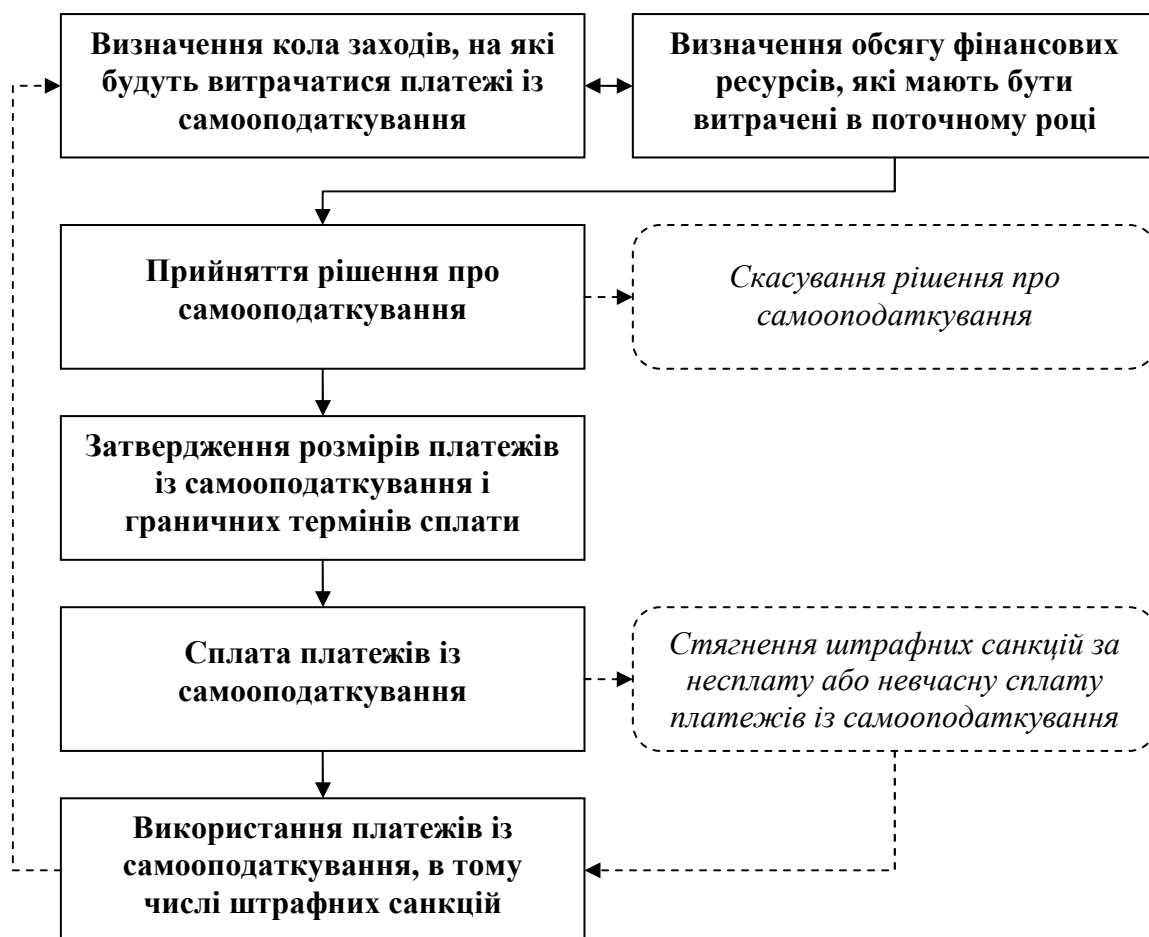 Визначення кола заходів, на які
будуть витрачатися платежі із
самооподаткування
Визначення обсягу фінансових
ресурсів, які мають бути
витрачені в поточному році
Прийняття рішення про
самооподаткування
Скасування рішення про
самооподаткування
Затвердження розмірів платежів
із самооподаткування і
граничних термінів сплати
Сплата платежів із
самооподаткування
Стягнення штрафних санкцій за
несплату або невчасну сплату
платежів із самооподаткування
Використання платежів із
самооподаткування, в тому
числі штрафних санкцій